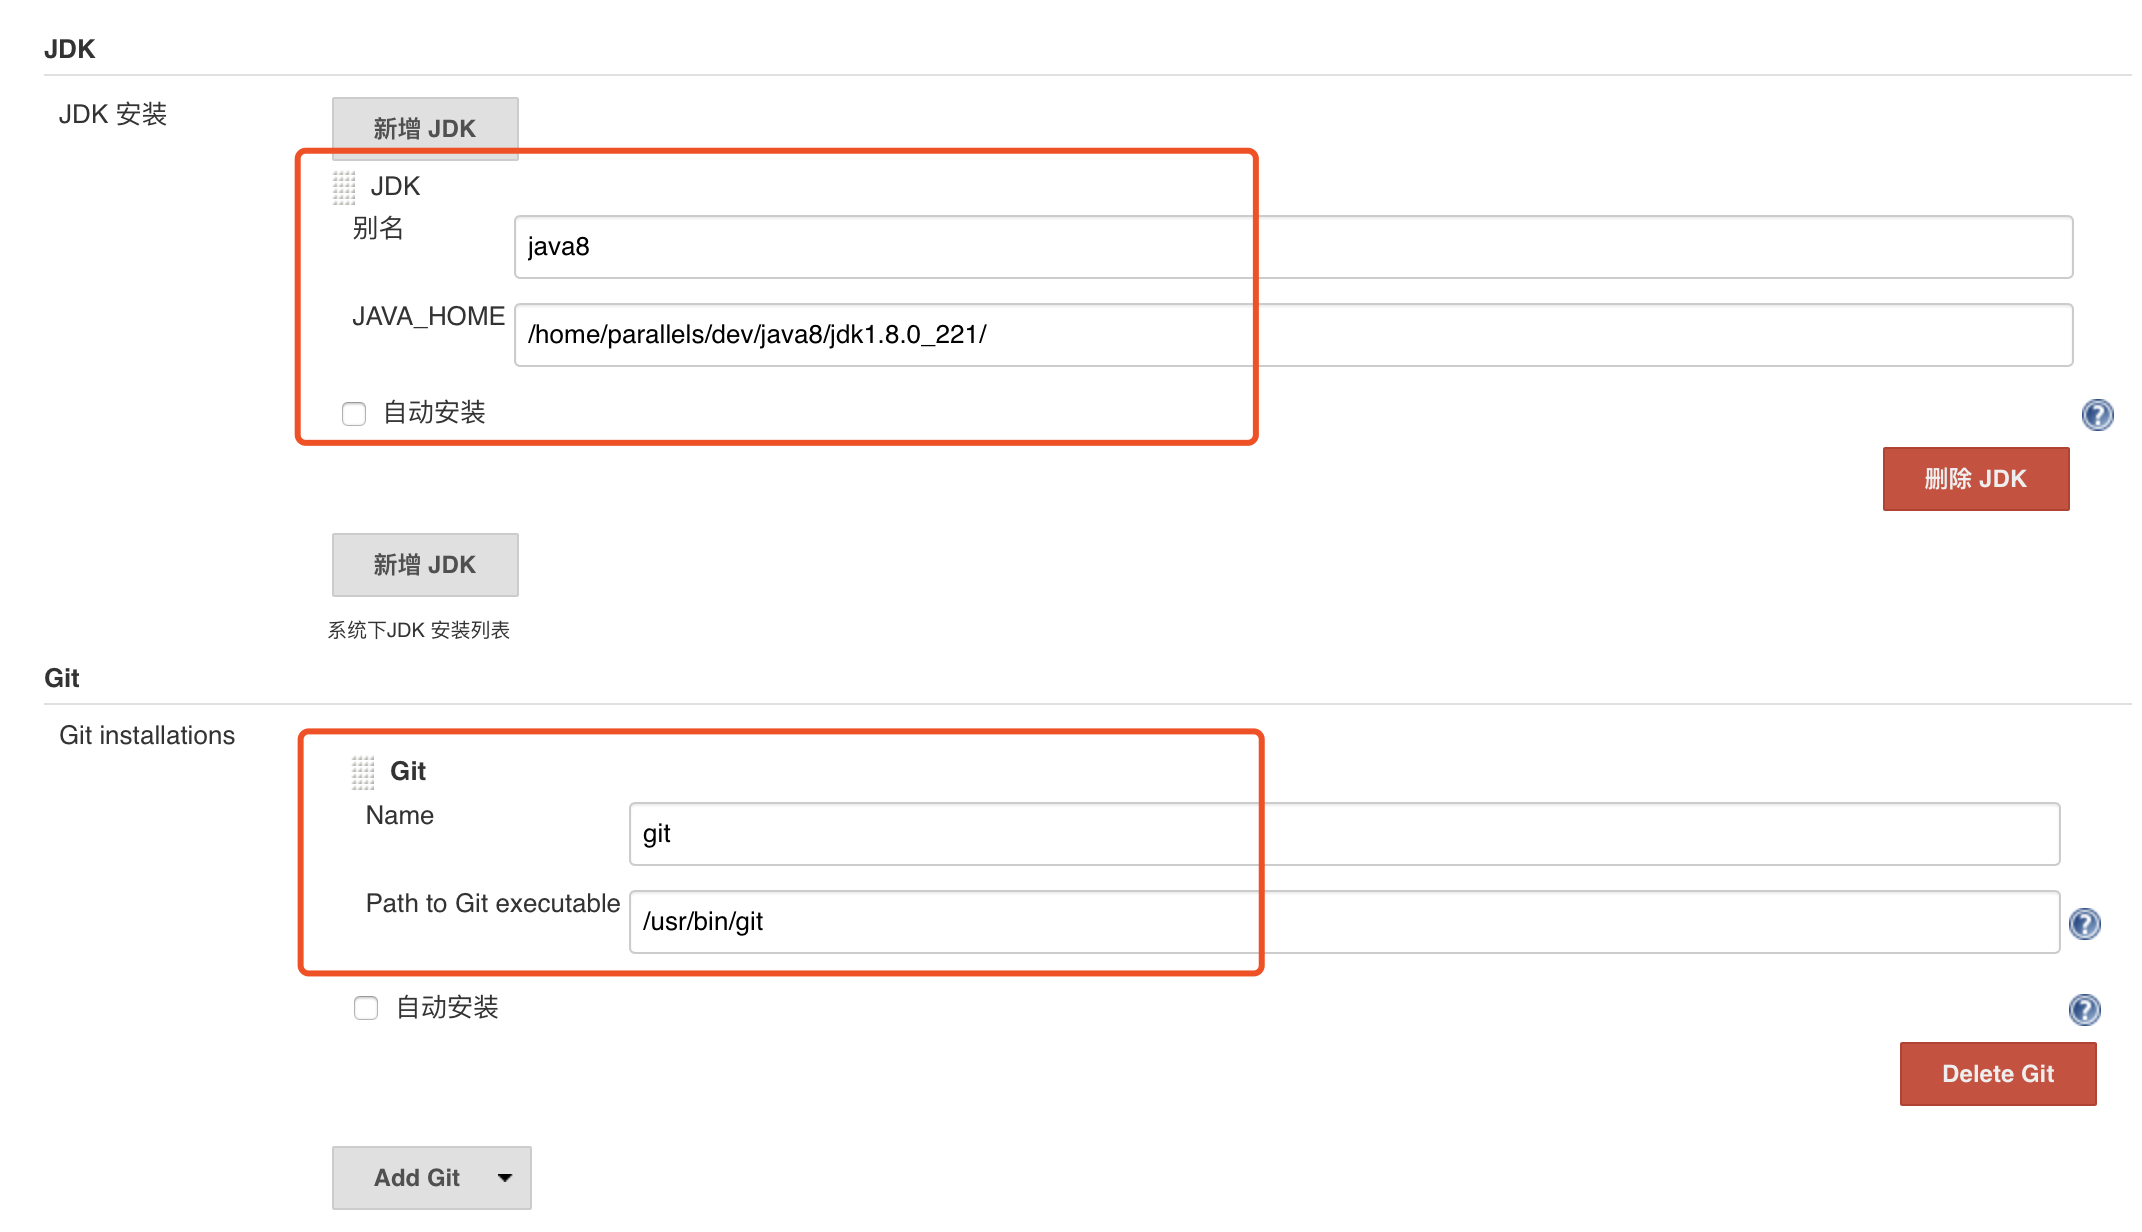 JDK
JDK 安装
新增 JDK
JDK
别名
java8
JAVA_HOME
/home/parallels/dev/java8/jdk1.8.0_221/
自动安装
删除 JDK
新增 JDK
系统下JDK 安装列表
Git
Git installations
Git
Name
git
Path to Git executable
/usr/bin/git
自动安装
Delete Git
Add Git